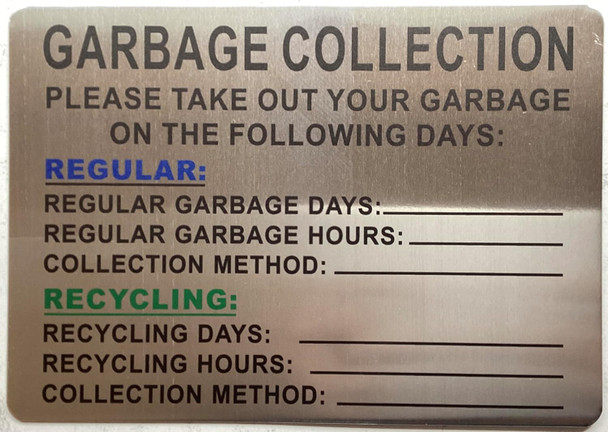 GARBAGE COLLECTION
PLEASE TAKE OUT YOUR GARBAGE
ON THE FOLLOWING DAYS:
REGULAR:
REGULAR GARBAGE DAYS:
REGULAR GARBAGE HOURS:
COLLECTION METHOD:
RECYCLING:
RECYCLING DAYS:
RECYCLING HOURS:
COLLECTION METHOD: